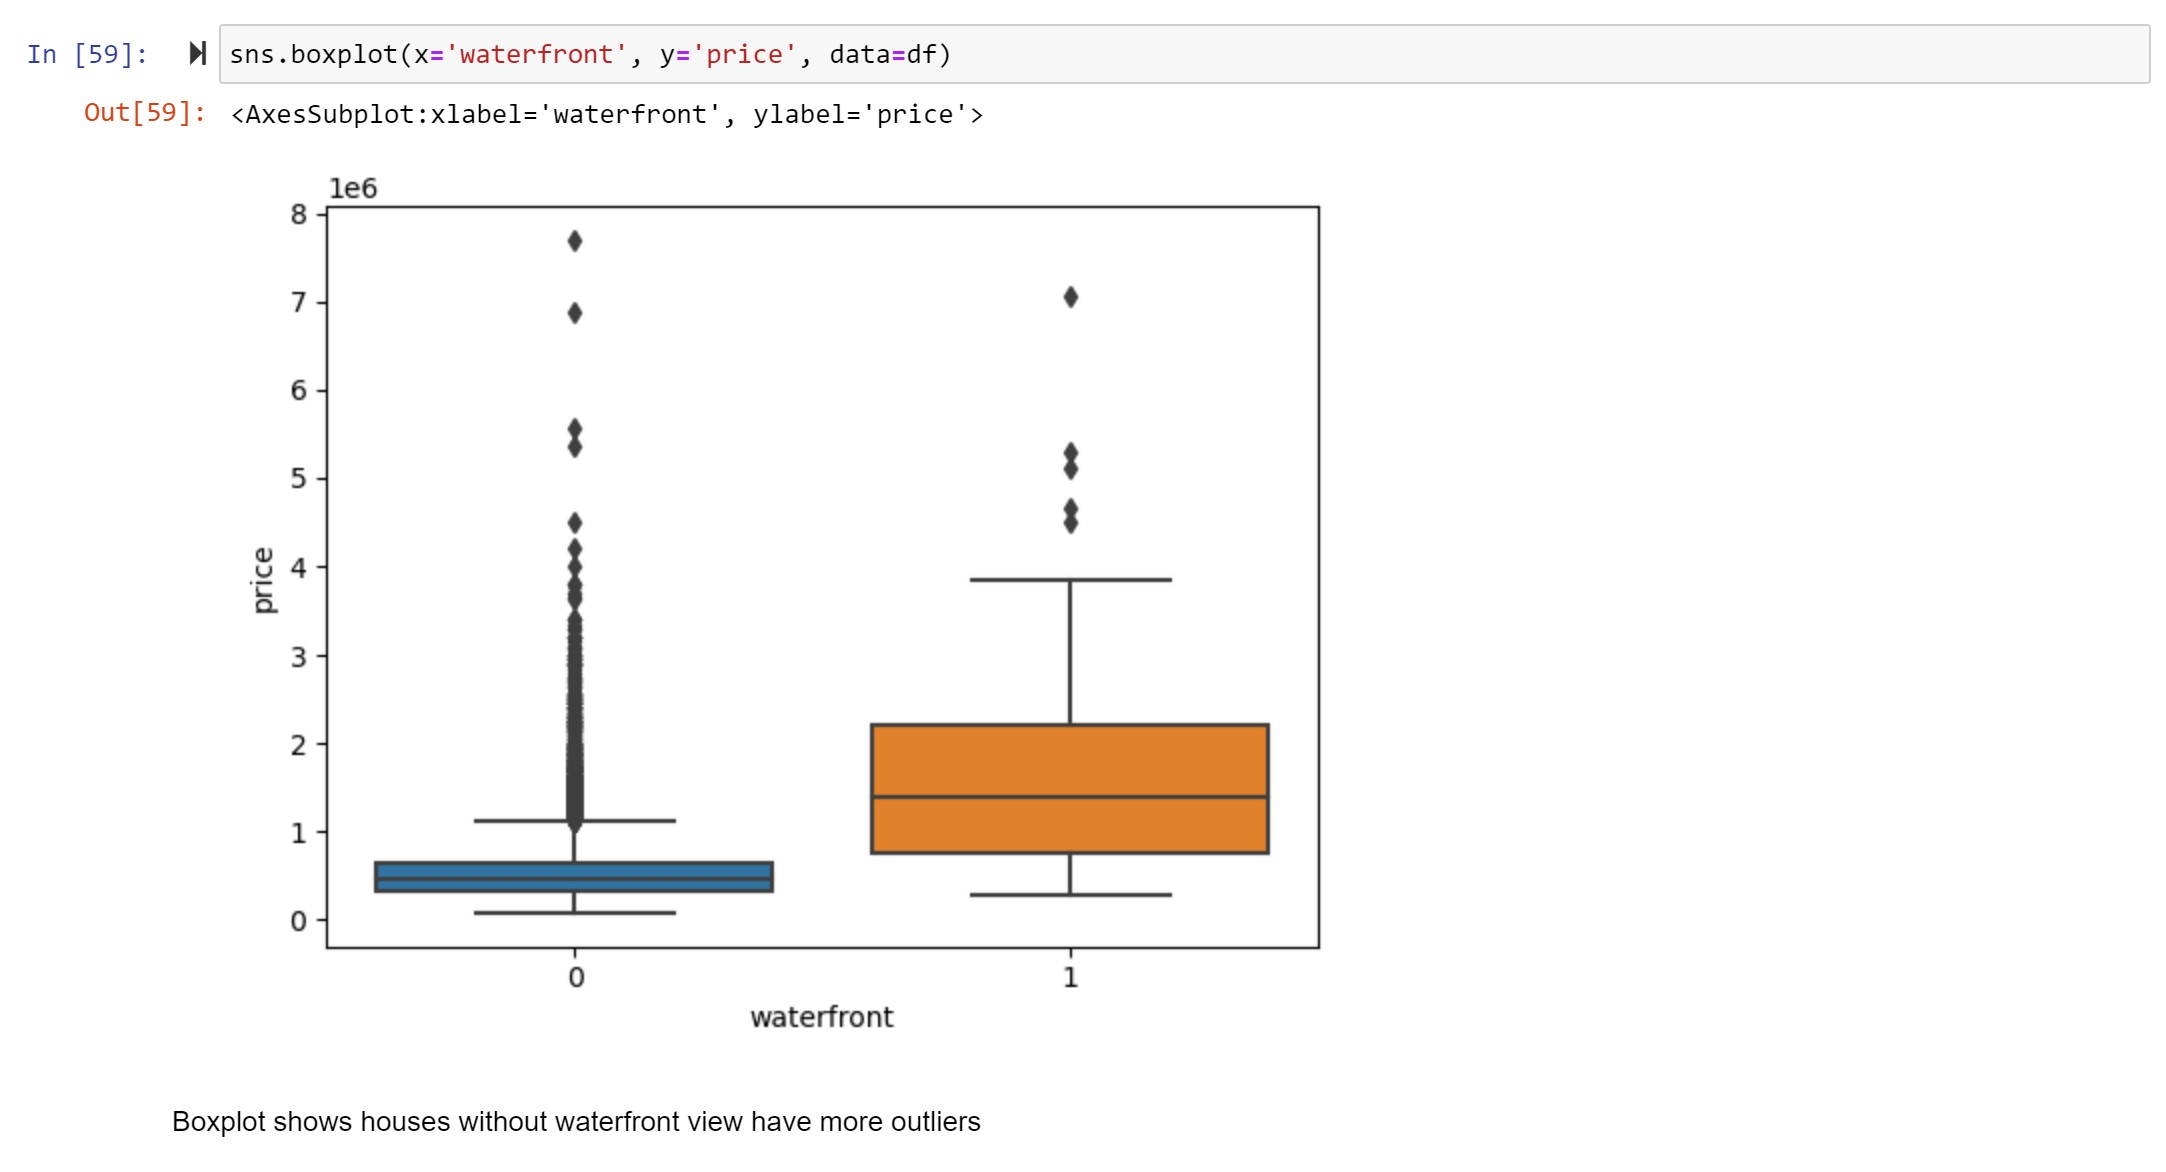 In [59]: sns.boxplot(x='waterfront', y='price', data=df)
Out[59]: <AxesSubplot:xlabel='waterfront', ylabel='price'>
1e6
8
7
6
5
4
3
2
1
0
price
0 1
waterfront
Boxplot shows houses without waterfront view have more outliers